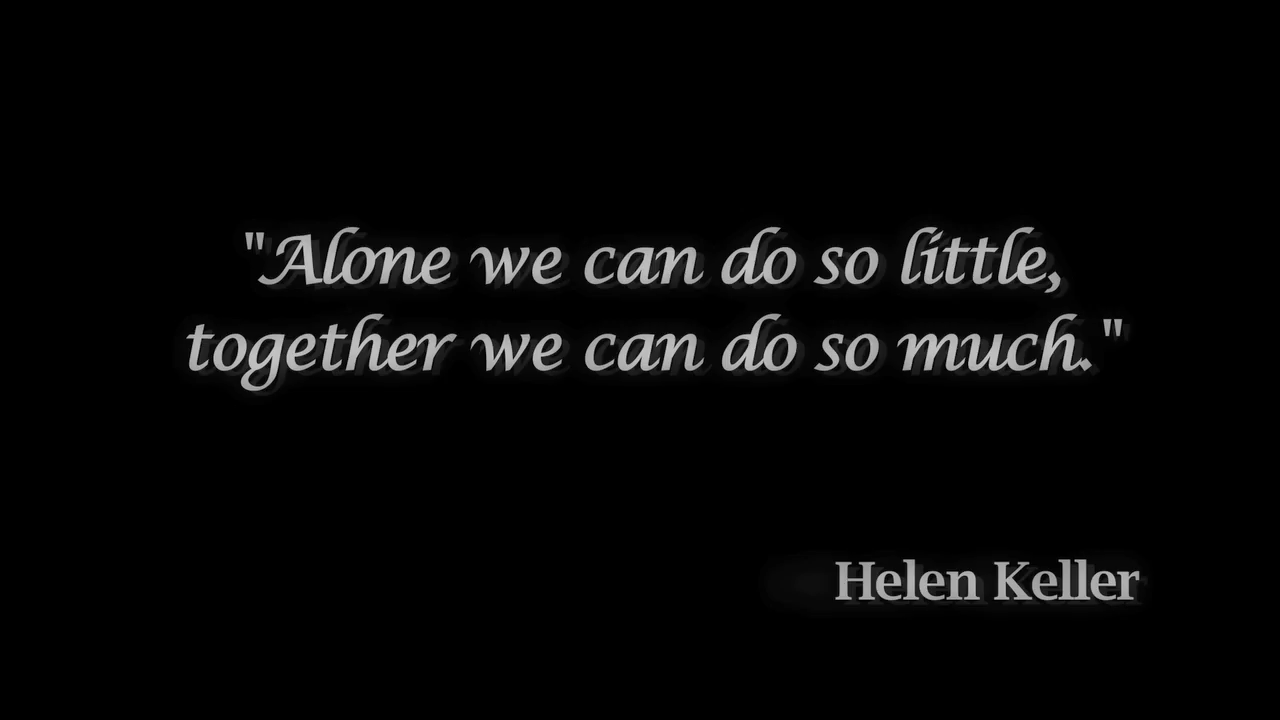 "Alone we can do so little,
together we can do so much."
Helen Keller